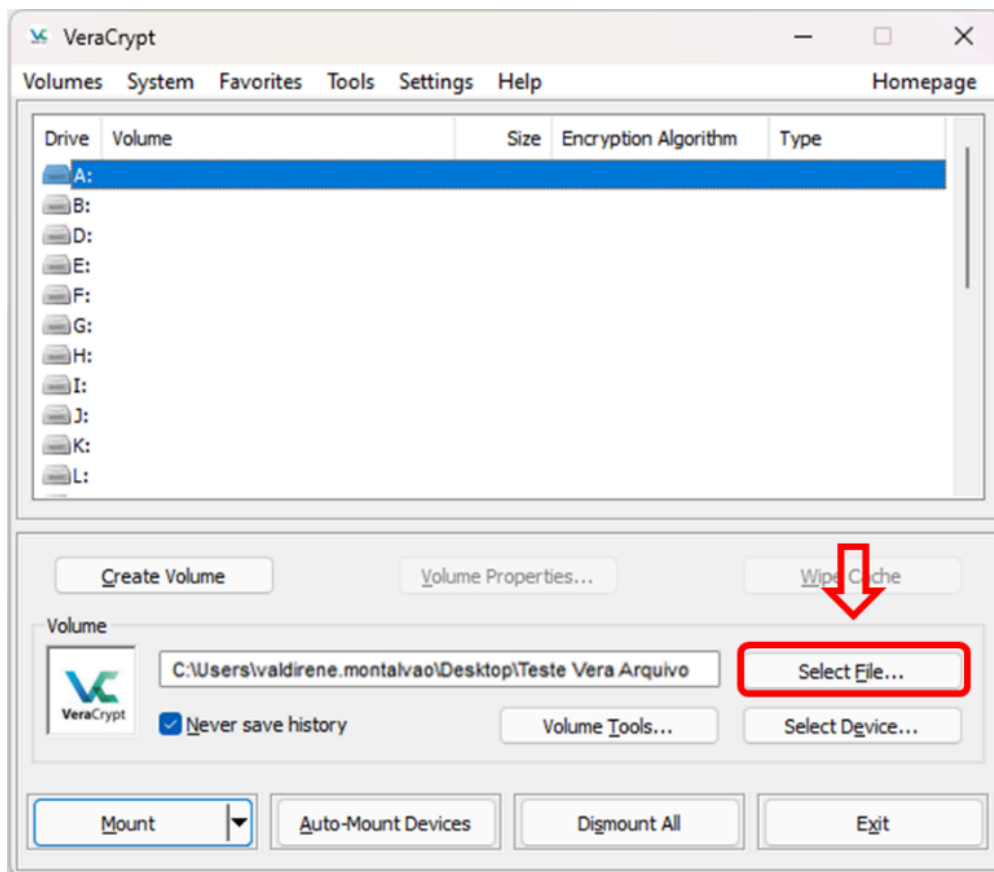 VeraCrypt
Volumes System Favorites Tools Settings Help Homepage
Drive Volume Size Encryption Algorithm Type
A:
B:
D:
E:
F:
G:
H:
I:
J:
K:
L:
Create Volume Volume Properties... Wipe Cache
Volume
C:\Users\valdirene.montalvao\Desktop\Teste Vera Arquivo Select File...
VeraCrypt
Never save history Volume Tools... Select Device...
Mount Auto-Mount Devices Dismount All Exit